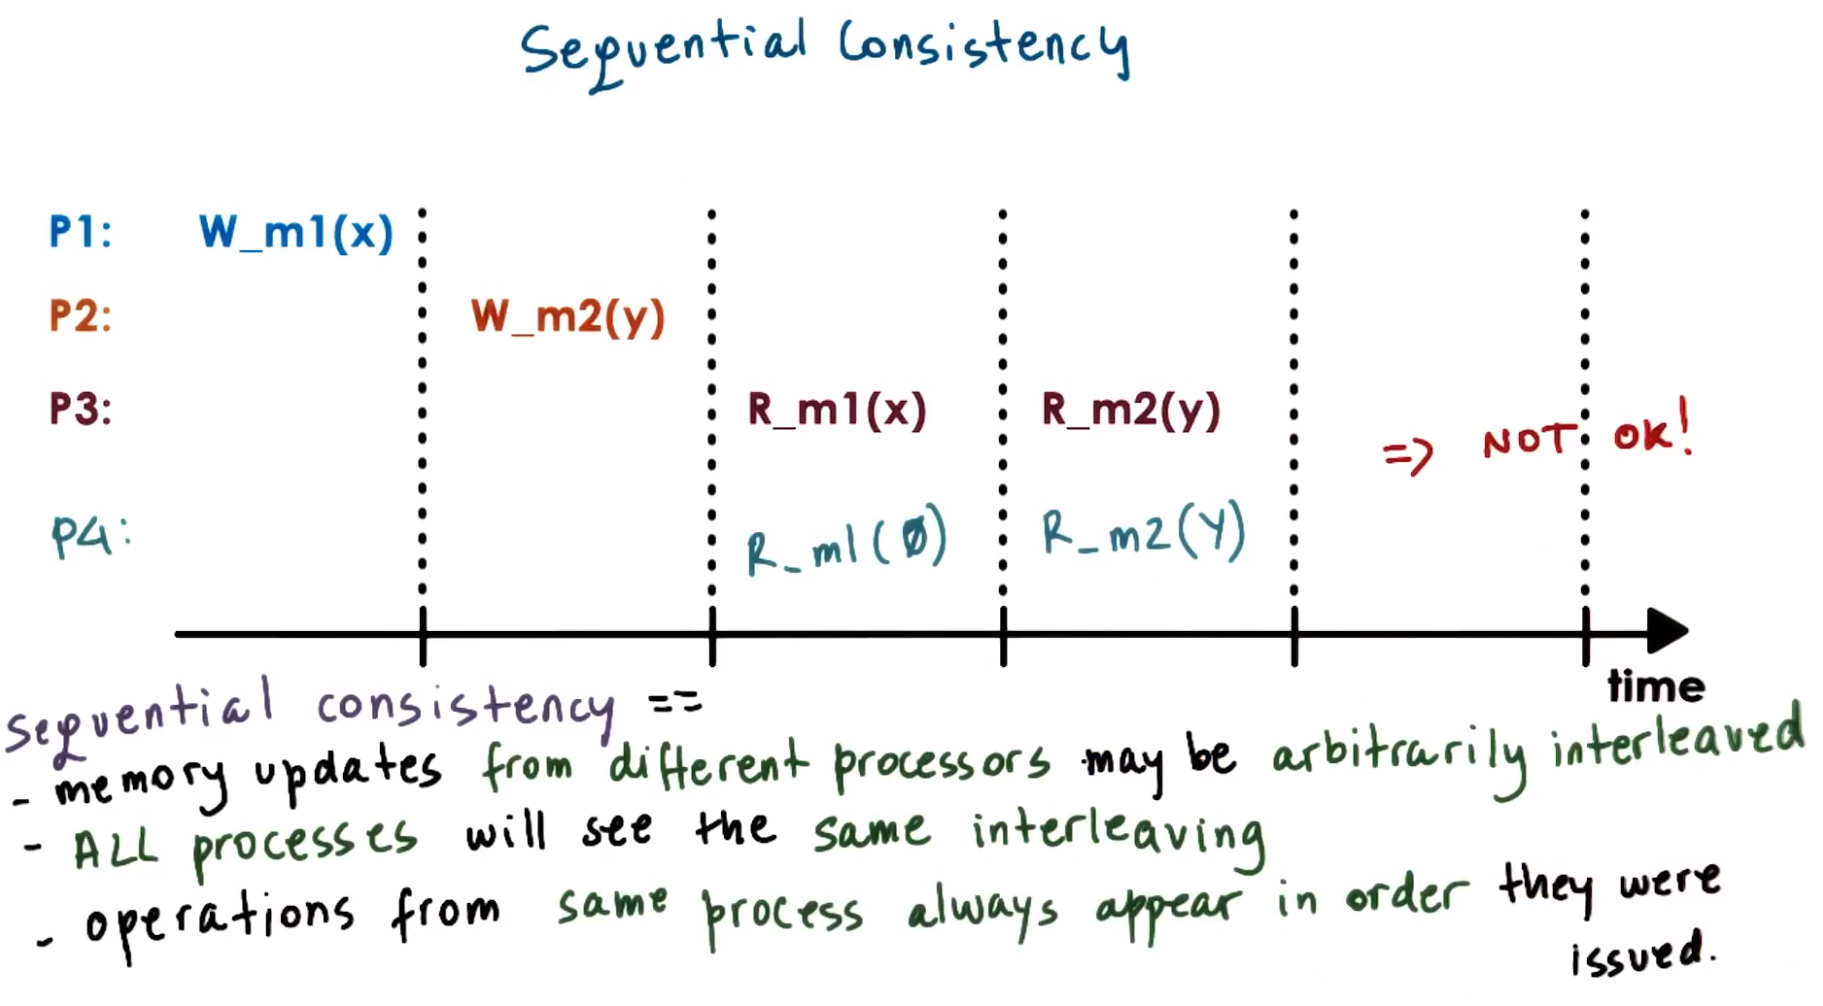 Sequential Consistency
P1: W_m1(x)
P2: W_m2(y)
P3: R_m1(x) R_m2(y)
=> NOT OK!
P4: R_m1(0) R_m2(Y)
time
sequential consistency ==
- memory updates from different processors may be arbitrarily interleaved
- ALL processes will see the same interleaving
- operations from same process always appear in order they were
issued.